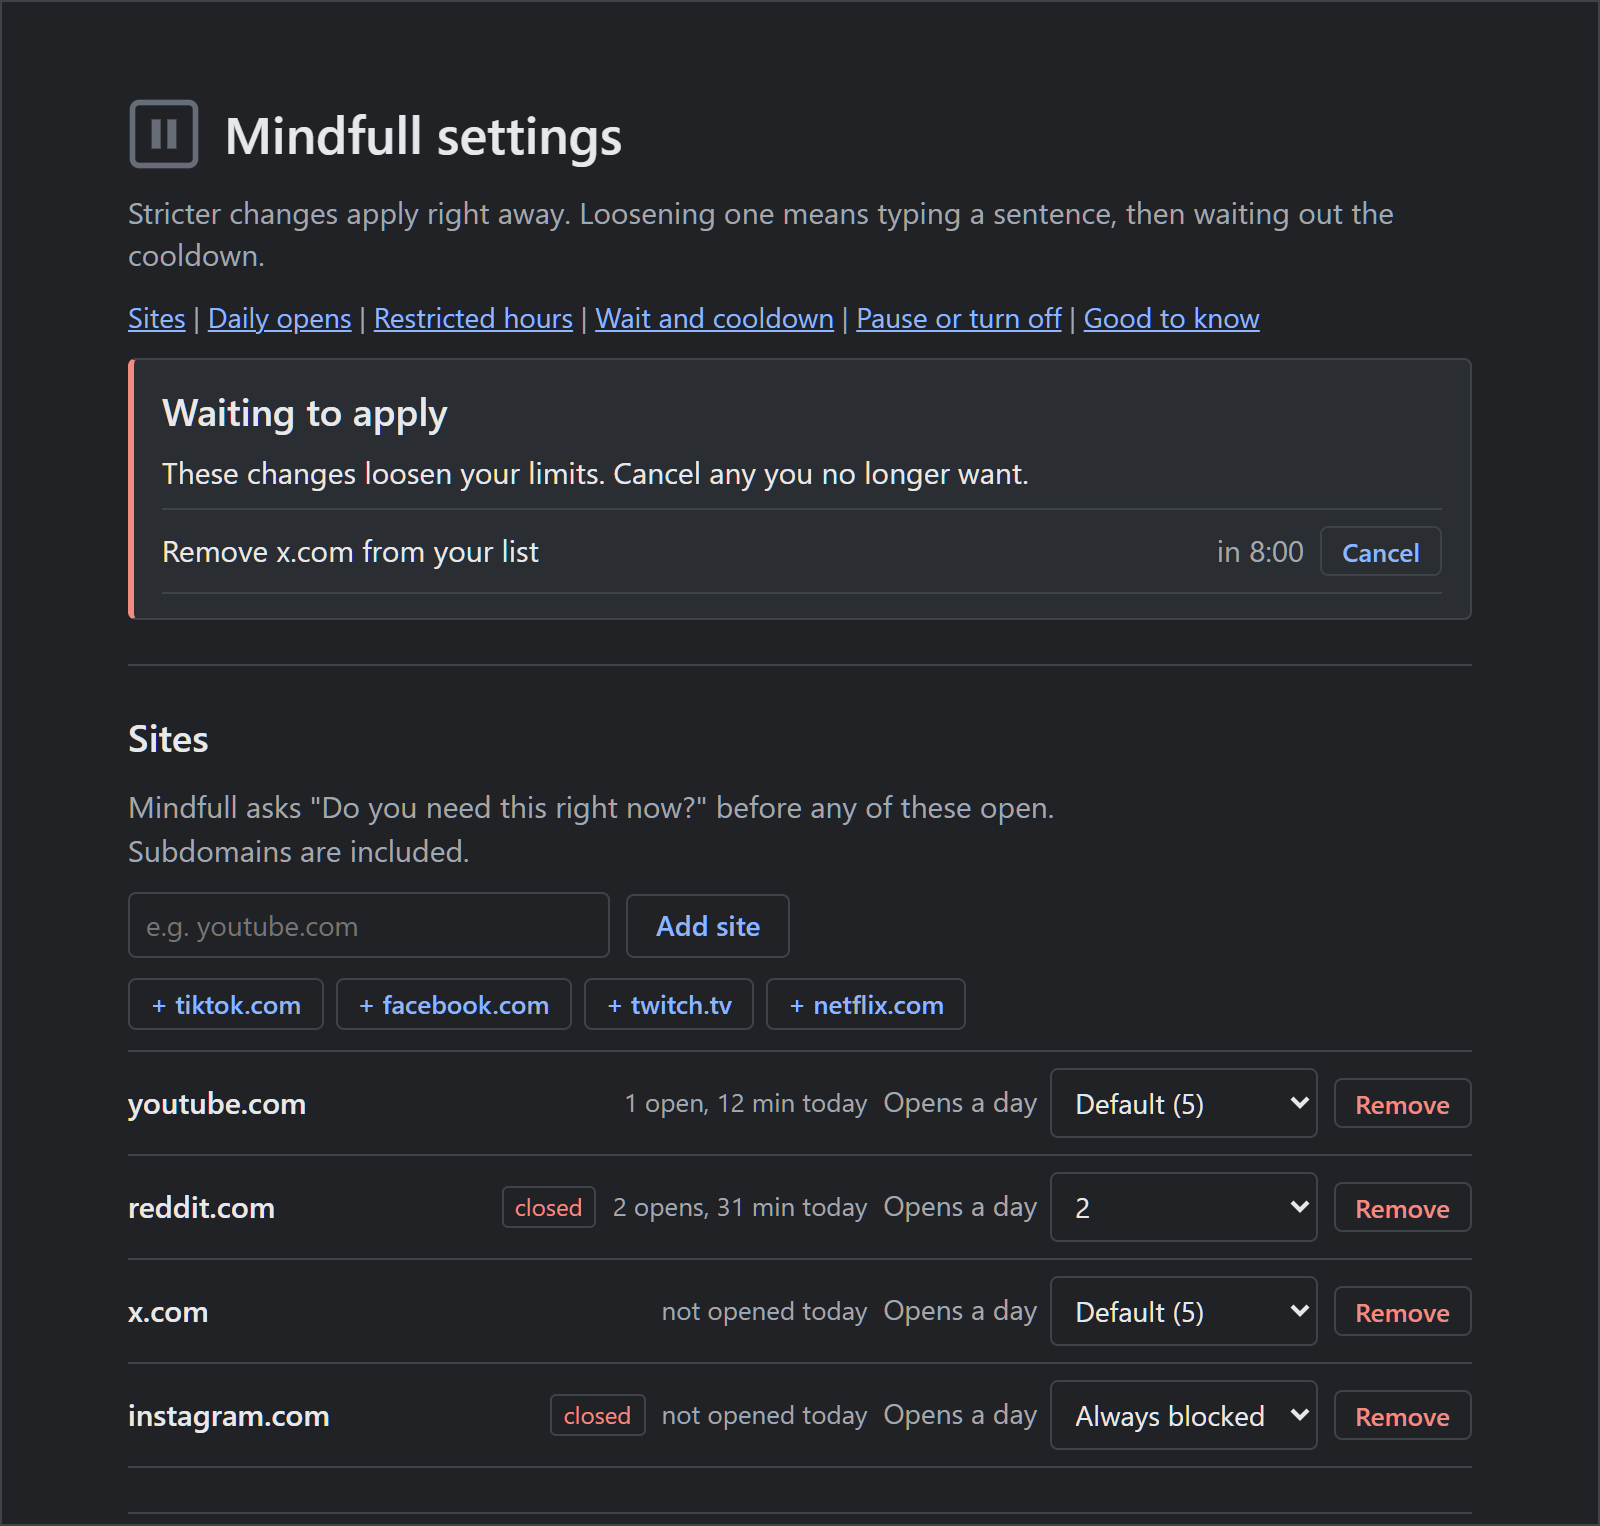 Mindfull settings
Stricter changes apply right away. Loosening one means typing a sentence, then waiting out the
cooldown.
Sites | Daily opens | Restricted hours | Wait and cooldown | Pause or turn off | Good to know
Waiting to apply
These changes loosen your limits. Cancel any you no longer want.
Remove x.com from your list in 8:00 Cancel
Sites
Mindfull asks "Do you need this right now?" before any of these open.
Subdomains are included.
e.g. youtube.com Add site
+ tiktok.com + facebook.com + twitch.tv + netflix.com
youtube.com 1 open, 12 min today Opens a day Default (5) Remove
reddit.com closed 2 opens, 31 min today Opens a day 2 Remove
x.com not opened today Opens a day Default (5) Remove
instagram.com closed not opened today Opens a day Always blocked Remove